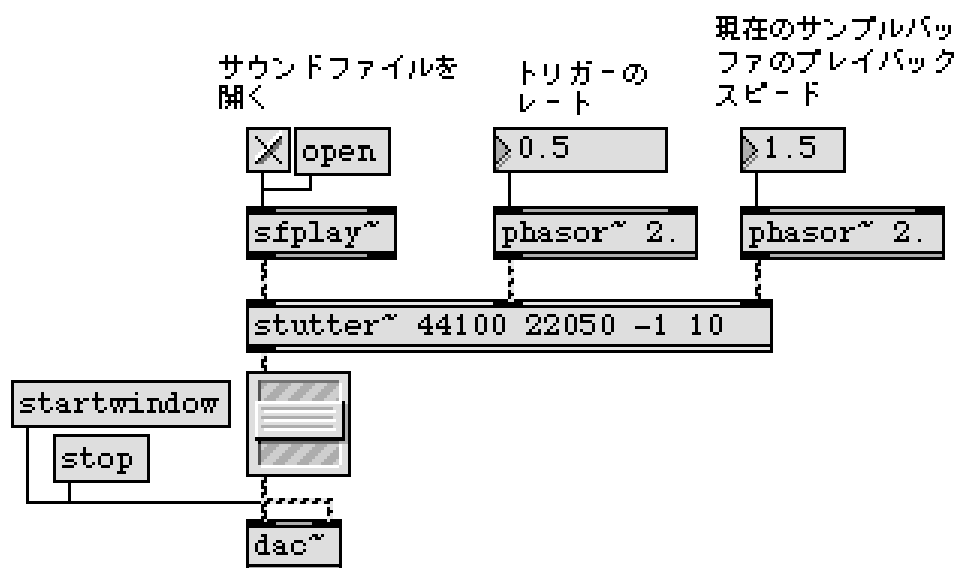 現在のサンプルバッ
ファのプレイバック
スピード
サウンドファイルを
開く
トリガーの
レート
open
0.5
1.5
sfplay~
phasor~ 2.
phasor~ 2.
stutter~ 44100 22050 -1 10
startwindow
stop
dac~